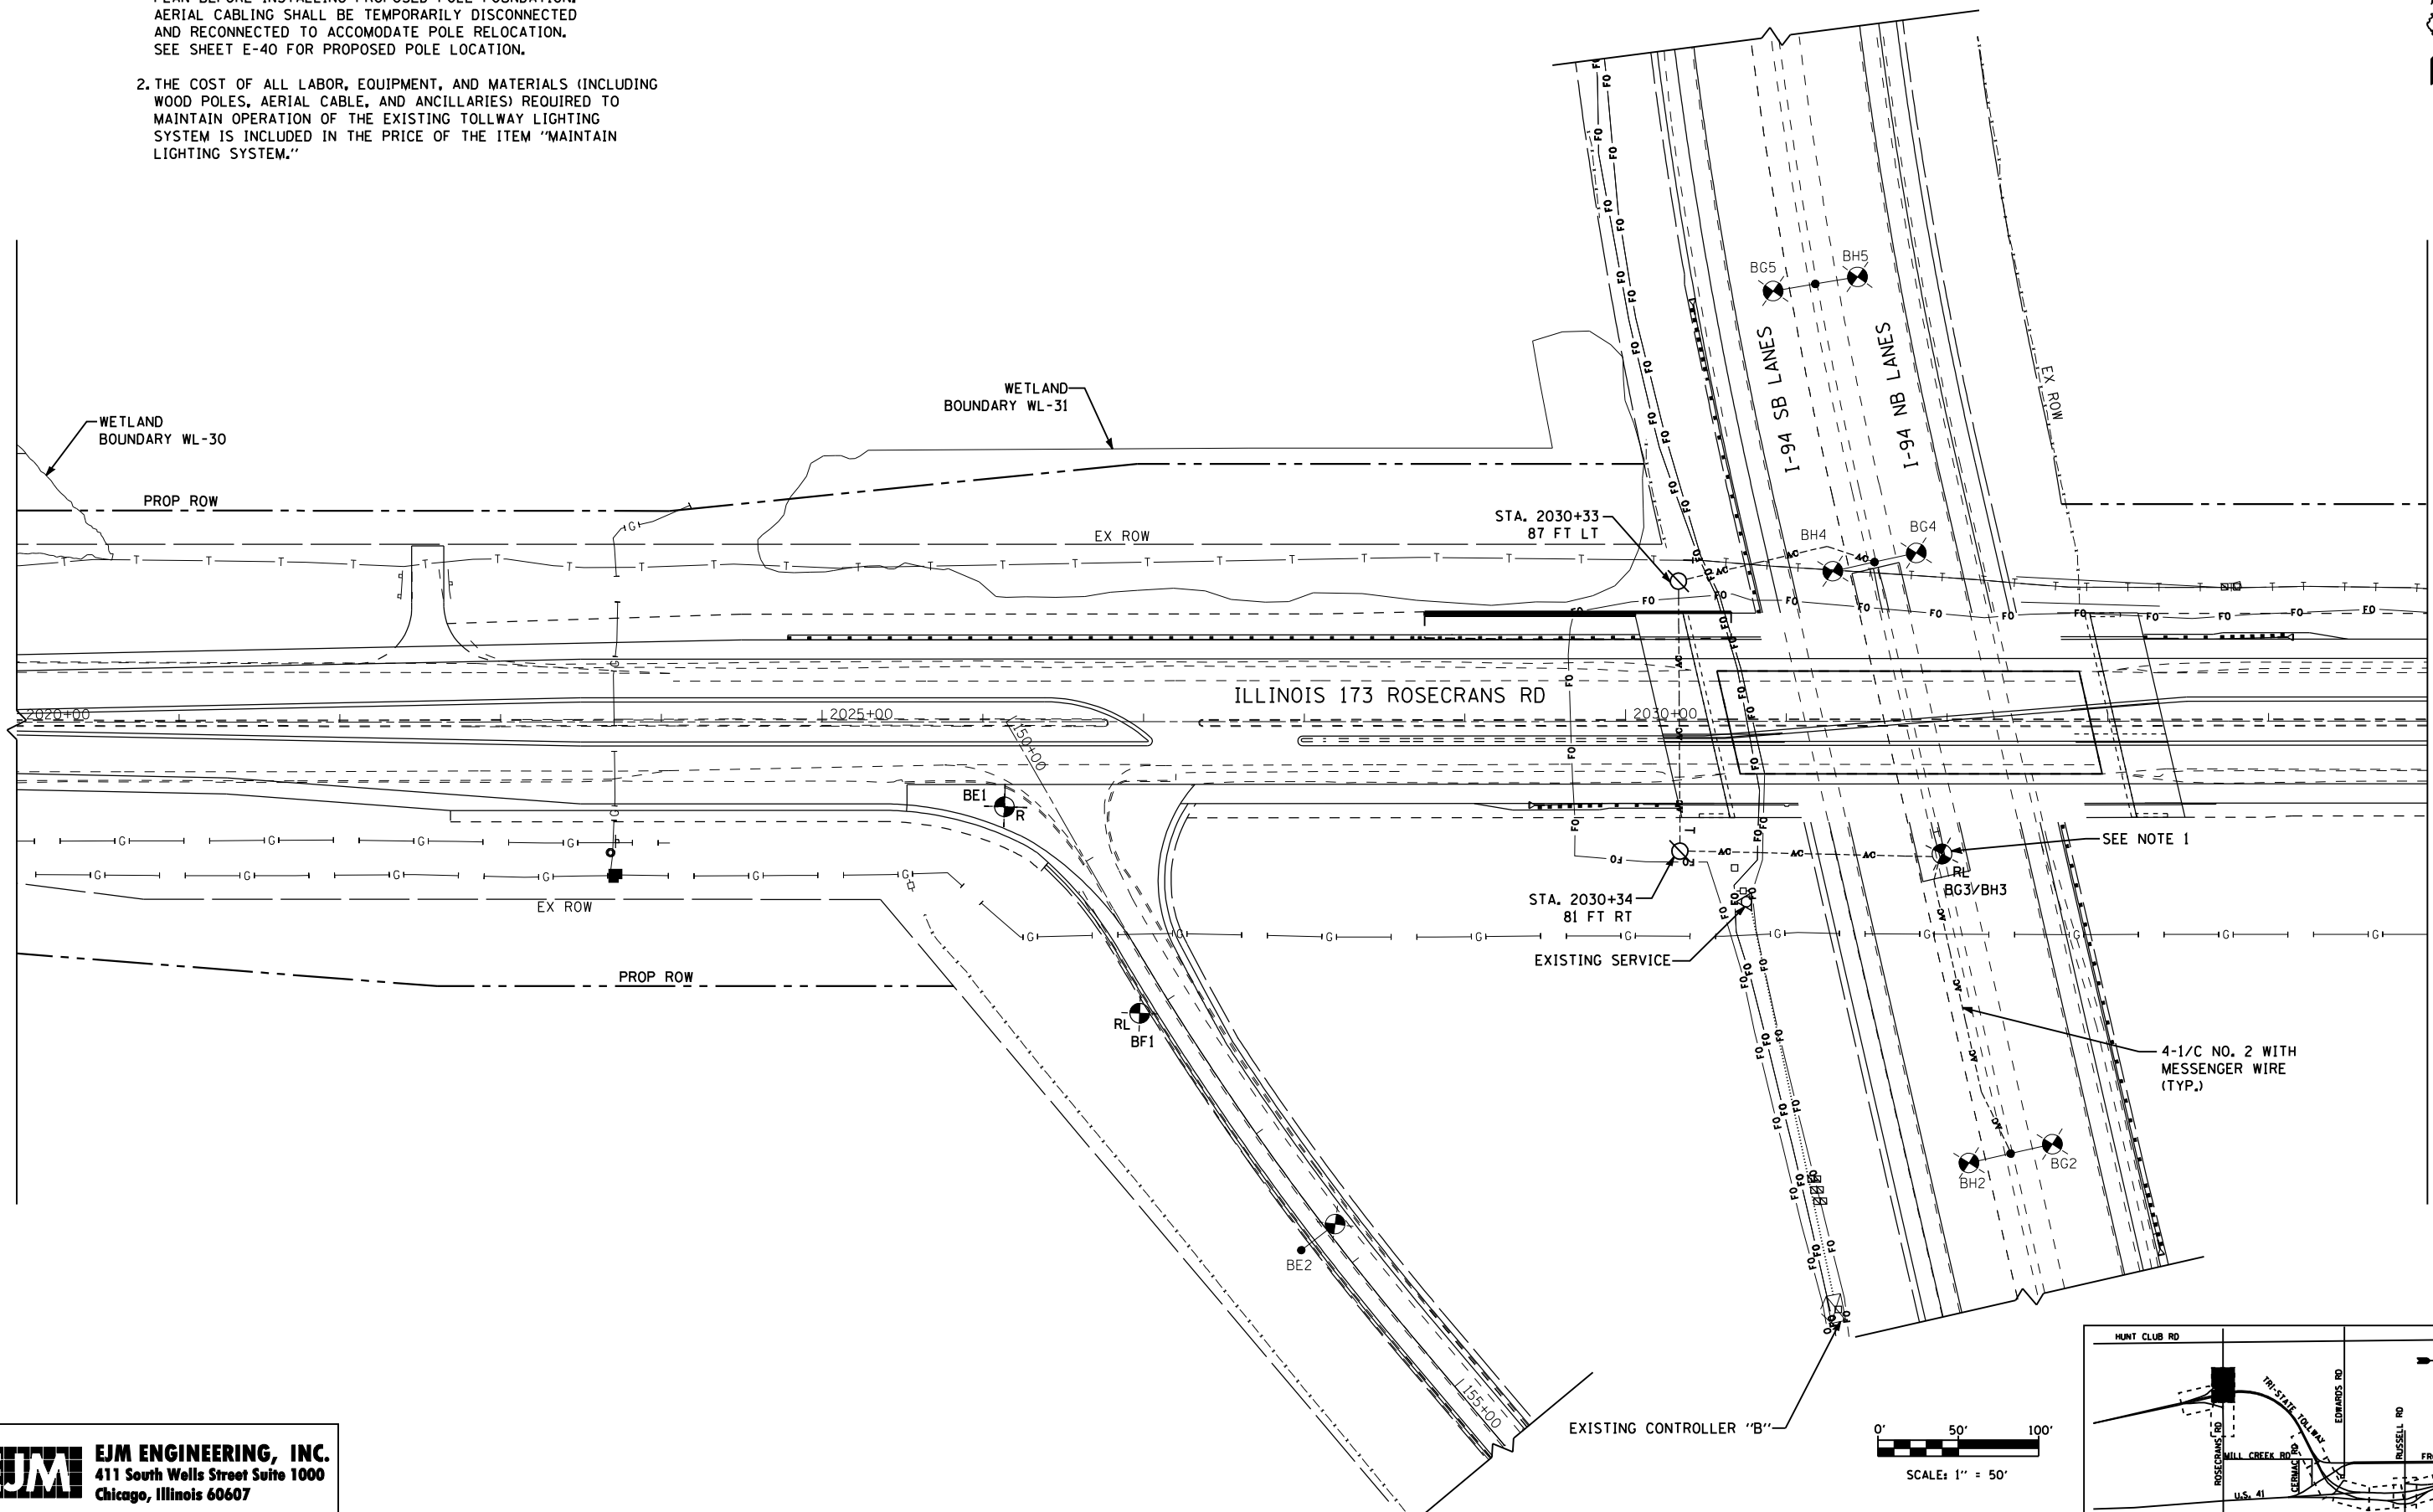 AERIAL CABLING SHALL BE TEMPORARILY DISCONNECTED
AND RECONNECTED TO ACCOMODATE POLE RELOCATION.
SEE SHEET E-40 FOR PROPOSED POLE LOCATION.
2. THE COST OF ALL LABOR, EQUIPMENT, AND MATERIALS (INCLUDING
WOOD POLES, AERIAL CABLE, AND ANCILLARIES) REQUIRED TO
MAINTAIN OPERATION OF THE EXISTING TOLLWAY LIGHTING
SYSTEM IS INCLUDED IN THE PRICE OF THE ITEM "MAINTAIN
LIGHTING SYSTEM."
BG5
BH5
I-94 SB LANES
I-94 NB LANES
EX ROW
WETLAND
BOUNDARY WL-31
WETLAND
BOUNDARY WL-30
PROP ROW
EX ROW
STA. 2030+33
87 FT LT
BH4
BG4
ILLINOIS 173 ROSECRANS RD
2020+00
2025+00
2030+00
150+00
BE1
R
SEE NOTE 1
RL
BG3/BH3
STA. 2030+34
81 FT RT
EX ROW
EXISTING SERVICE
PROP ROW
RL
BF1
4-1/C NO. 2 WITH
MESSENGER WIRE
(TYP.)
BH2
BG2
BE2
155+00
EXISTING CONTROLLER "B"
0' 50' 100'
SCALE: 1" = 50'
HUNT CLUB RD
TRI-STATE TOLLWAY
EDWARDS RD
ROSECRANS RD
MILL CREEK RD
CERMAC RD
RUSSELL RD
U.S. 41
EJM
EJM ENGINEERING, INC.
411 South Wells Street Suite 1000
Chicago, Illinois 60607